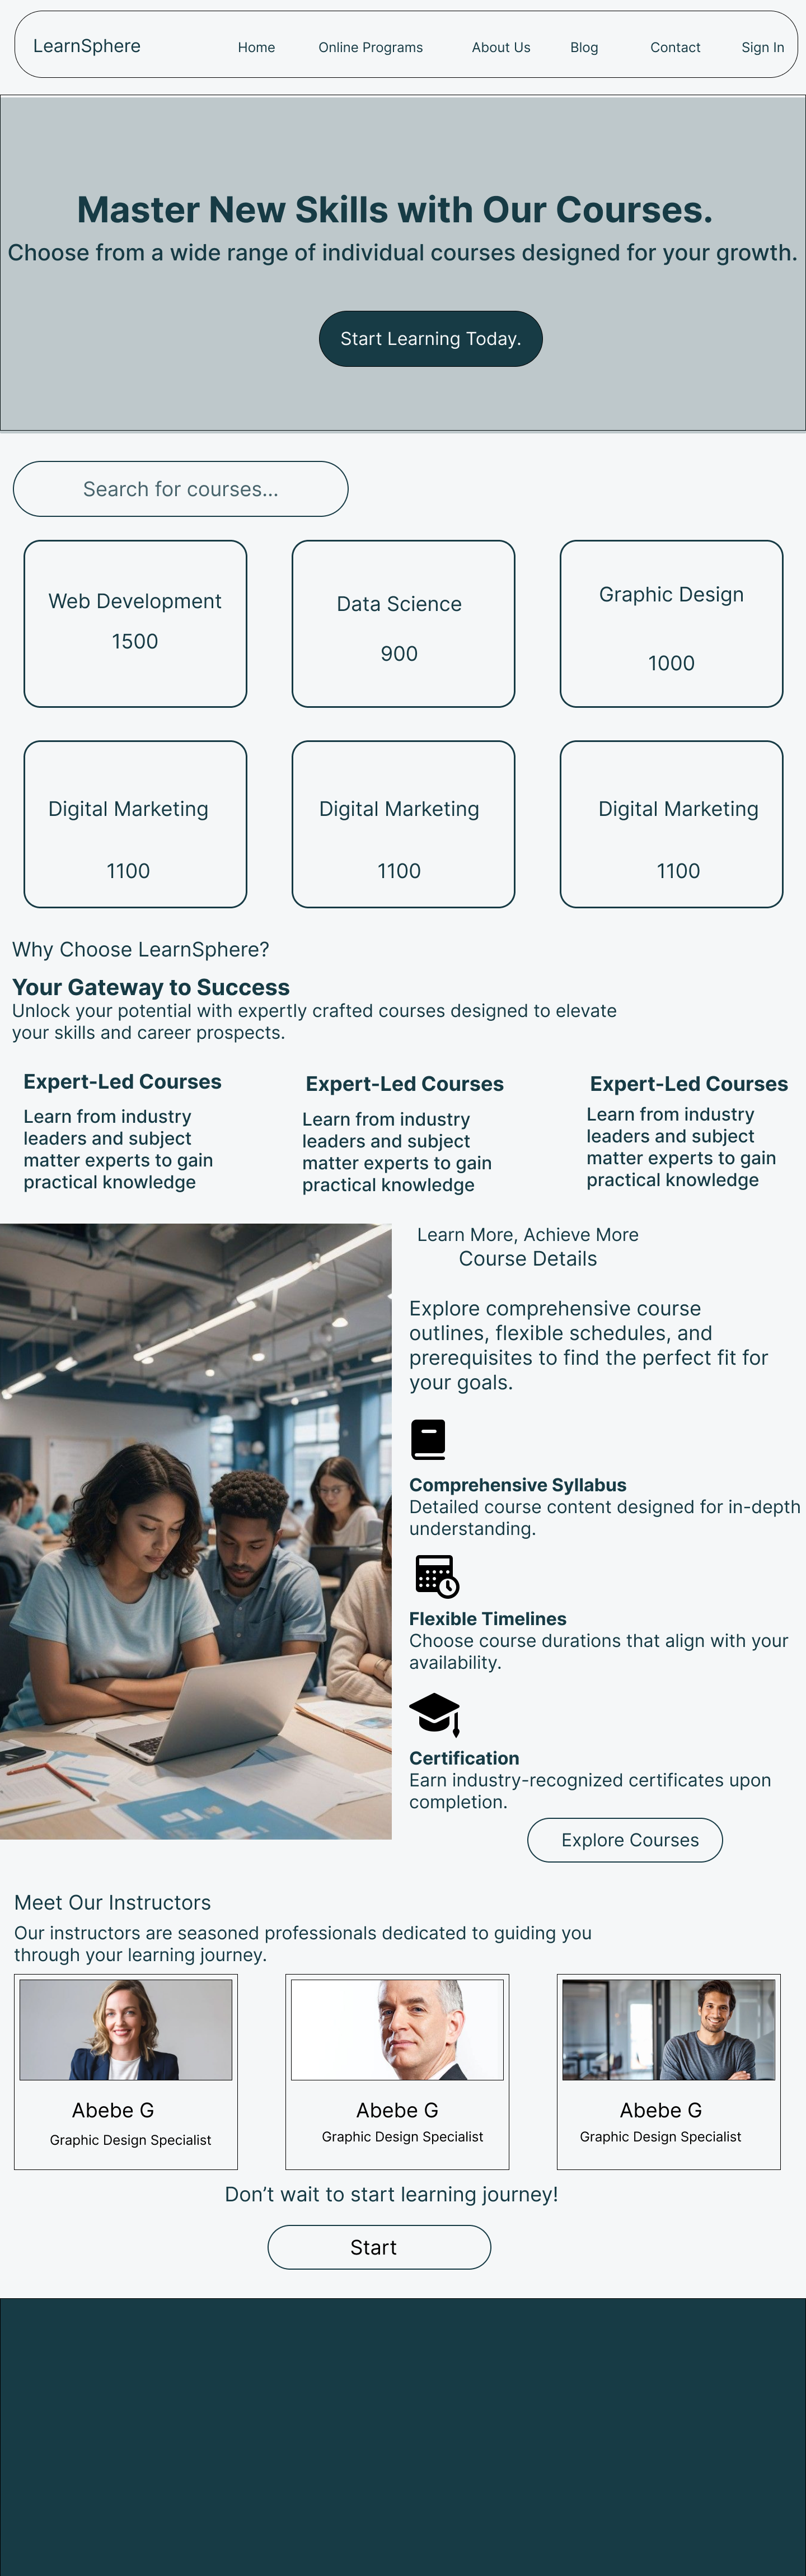 LearnSphere
Home
Online Programs
About Us
Blog
Contact
Sign In
Master New Skills with Our Courses.
Choose from a wide range of individual courses designed for your growth.
Start Learning Today.
Search for courses...
Web Development
1500
Data Science
900
Graphic Design
1000
Digital Marketing
1100
Digital Marketing
1100
Digital Marketing
1100
Why Choose LearnSphere?
Your Gateway to Success
Unlock your potential with expertly crafted courses designed to elevate
your skills and career prospects.
Expert-Led Courses
Learn from industry
leaders and subject
matter experts to gain
practical knowledge
Expert-Led Courses
Learn from industry
leaders and subject
matter experts to gain
practical knowledge
Expert-Led Courses
Learn from industry
leaders and subject
matter experts to gain
practical knowledge
Learn More, Achieve More
Course Details
Explore comprehensive course
outlines, flexible schedules, and
prerequisites to find the perfect fit for
your goals.
Comprehensive Syllabus
Detailed course content designed for in-depth
understanding.
Flexible Timelines
Choose course durations that align with your
availability.
Certification
Earn industry-recognized certificates upon
completion.
Explore Courses
Meet Our Instructors
Our instructors are seasoned professionals dedicated to guiding you
through your learning journey.
Abebe G
Graphic Design Specialist
Abebe G
Graphic Design Specialist
Abebe G
Graphic Design Specialist
Don’t wait to start learning journey!
Start